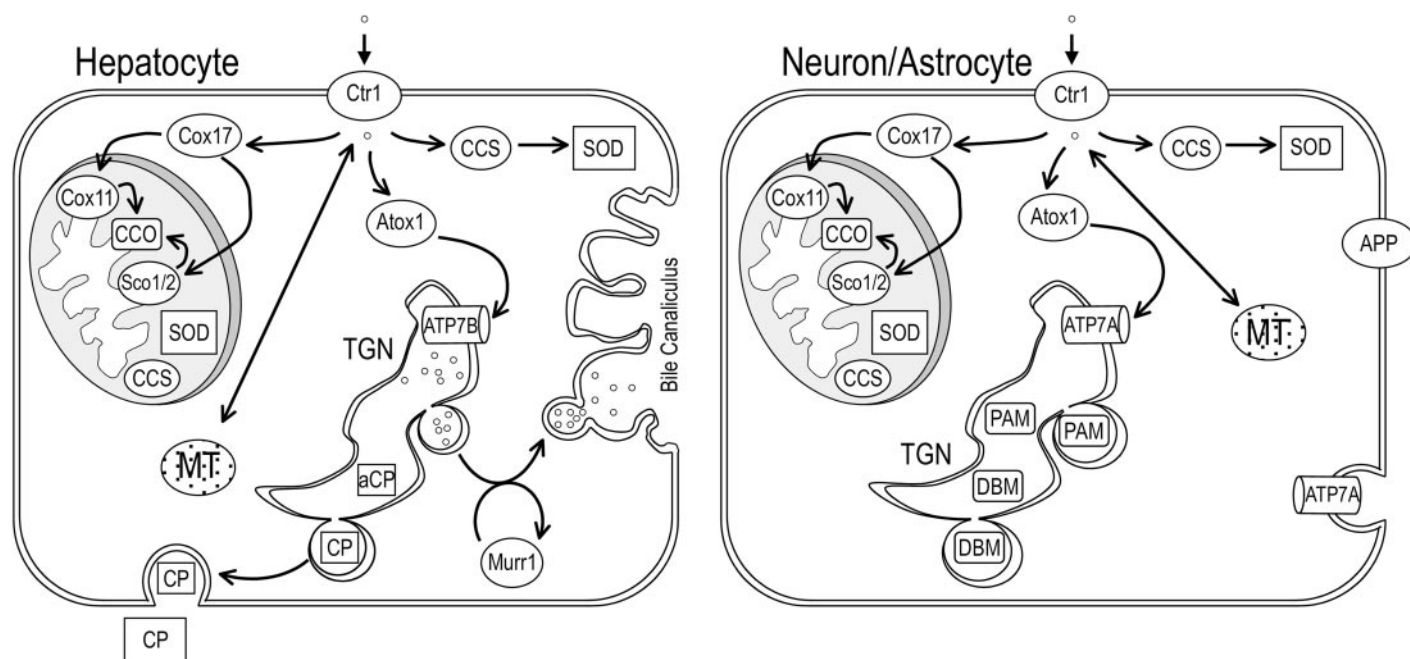 Hepatocyte
Ctr1
Cox17
CCS
SOD
Cox11
Atox1
CCO
Sco1/2
SOD
CCS
ATP7B
TGN
Bile Canaliculus
MT
aCP
CP
Murr1
CP
CP
Neuron/Astrocyte
Ctr1
Cox17
CCS
SOD
Cox11
Atox1
CCO
APP
Sco1/2
SOD
CCS
ATP7A
MT
PAM
PAM
TGN
DBM
ATP7A
DBM